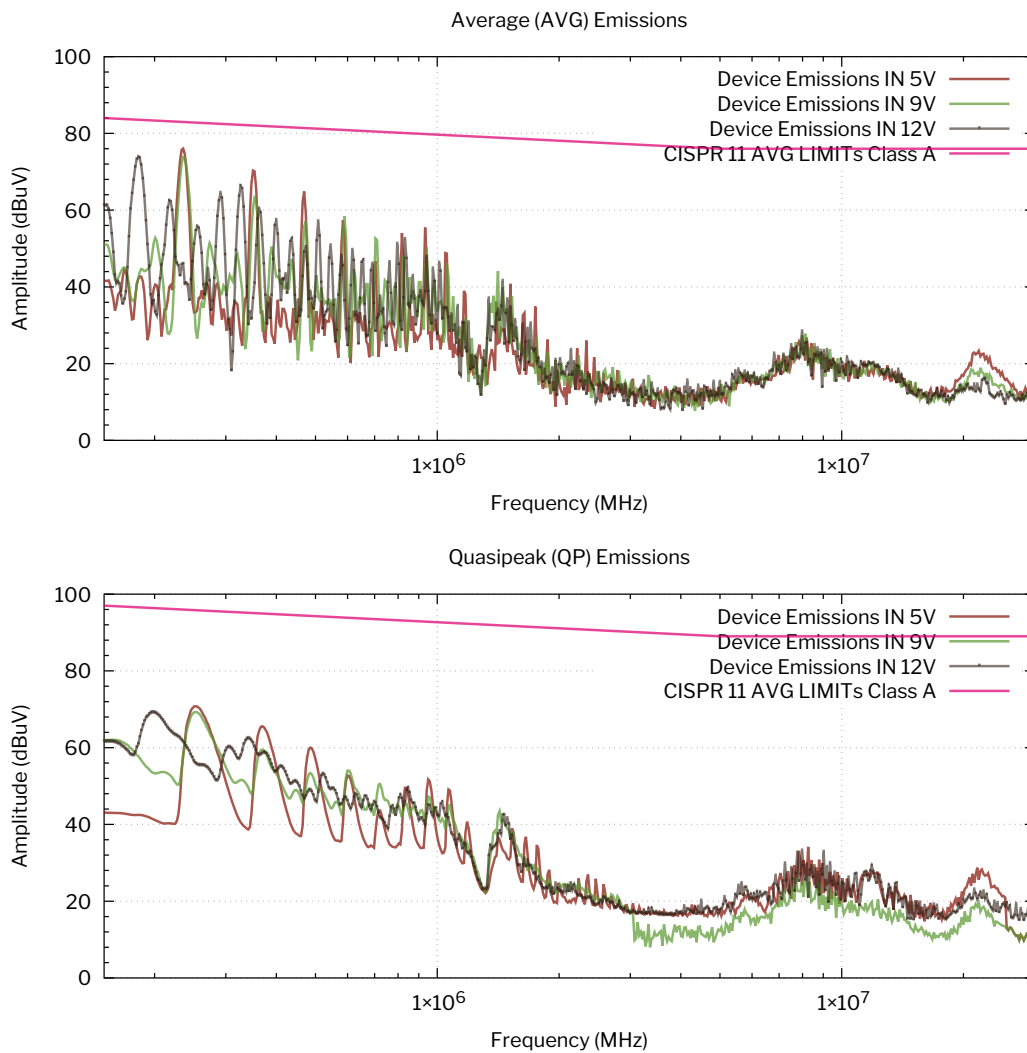 Average (AVG) Emissions
100
80
60
40
20
0
Amplitude (dBuV)
Device Emissions IN 5V
Device Emissions IN 9V
Device Emissions IN 12V
CISPR 11 AVG LIMITs Class A
1×10⁶
1×10⁷
Frequency (MHz)
Quasipeak (QP) Emissions
100
80
60
40
20
0
Amplitude (dBuV)
Device Emissions IN 5V
Device Emissions IN 9V
Device Emissions IN 12V
CISPR 11 AVG LIMITs Class A
1×10⁶
1×10⁷
Frequency (MHz)